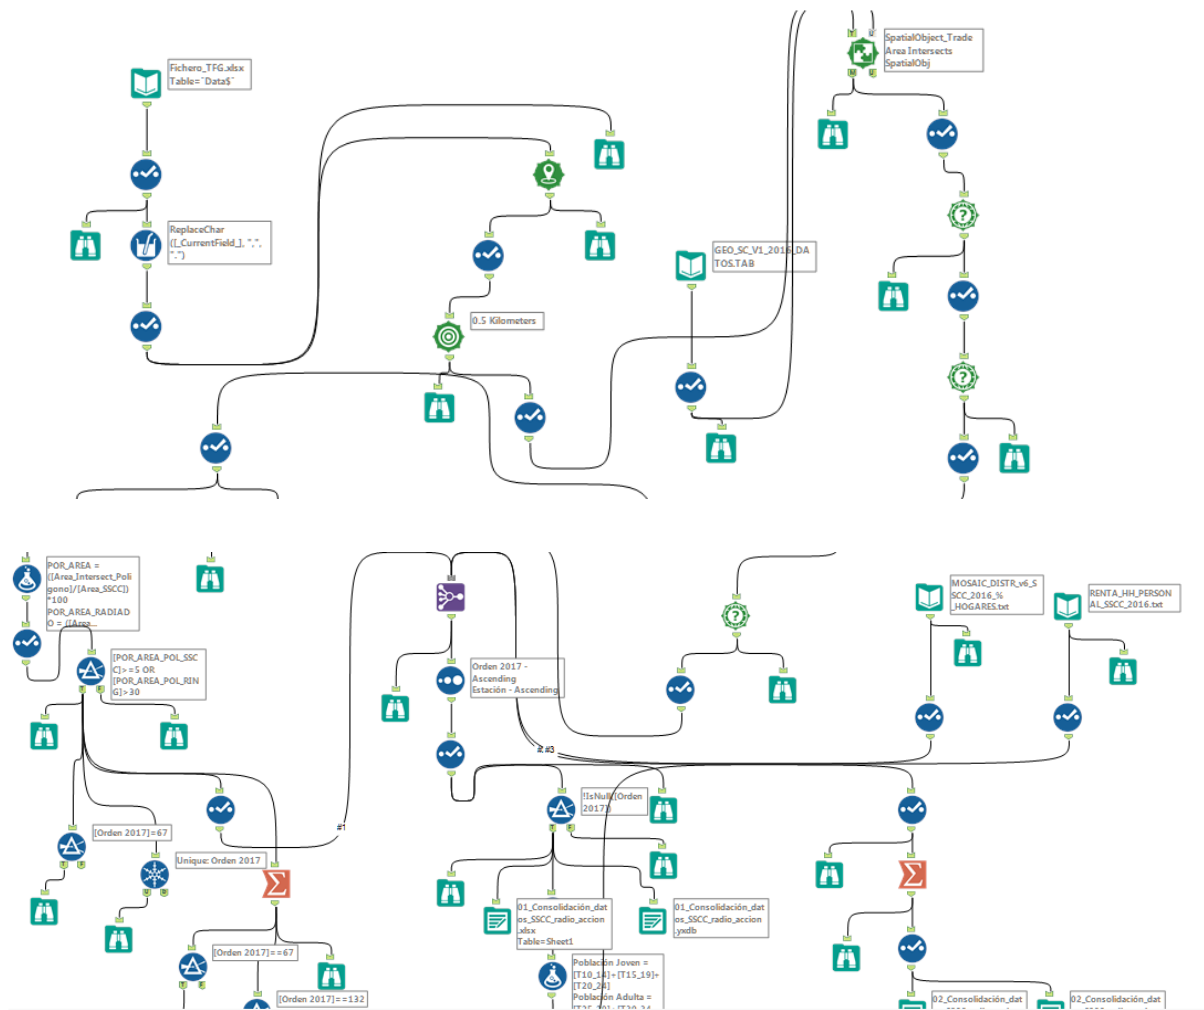 SpatialObject_Trade
Area Intersects
SpatialObj
Fichero_TFG.xlsx
Table=`Data$`
ReplaceChar
([_CurrentField_], ",",
".")
GEO_SC_V1_2016_DA
TOS.TAB
0.5 Kilometers
POR_AREA =
([Area_Intersect_Poli
gono]/[Area_SSCC])
*100
POR_AREA_RADIAD
O = ([Area...
[POR_AREA_POL_SSC
C]>=5 OR
[POR_AREA_POL_RIN
G]>30
[Orden 2017]=67
Unique: Orden 2017
[Orden 2017]==67
[Orden 2017]==132
#1
Orden 2017 -
Ascending
Estación - Ascending
#3
!IsNull([Orden
2017])
01_Consolidación_dat
os_SSCC_radio_accion
.xlsx
Table=Sheet1
01_Consolidación_dat
os_SSCC_radio_accion
.yxdb
Población Joven =
[T10_14]+[T15_19]+
[T20_24]
Población Adulta =
MOSAIC_DISTR_v6_S
SCC_2016_%
_HOGARES.txt
RENTA_HH_PERSON
AL_SSCC_2016.txt
02_Consolidación_dat
02_Consolidación_dat